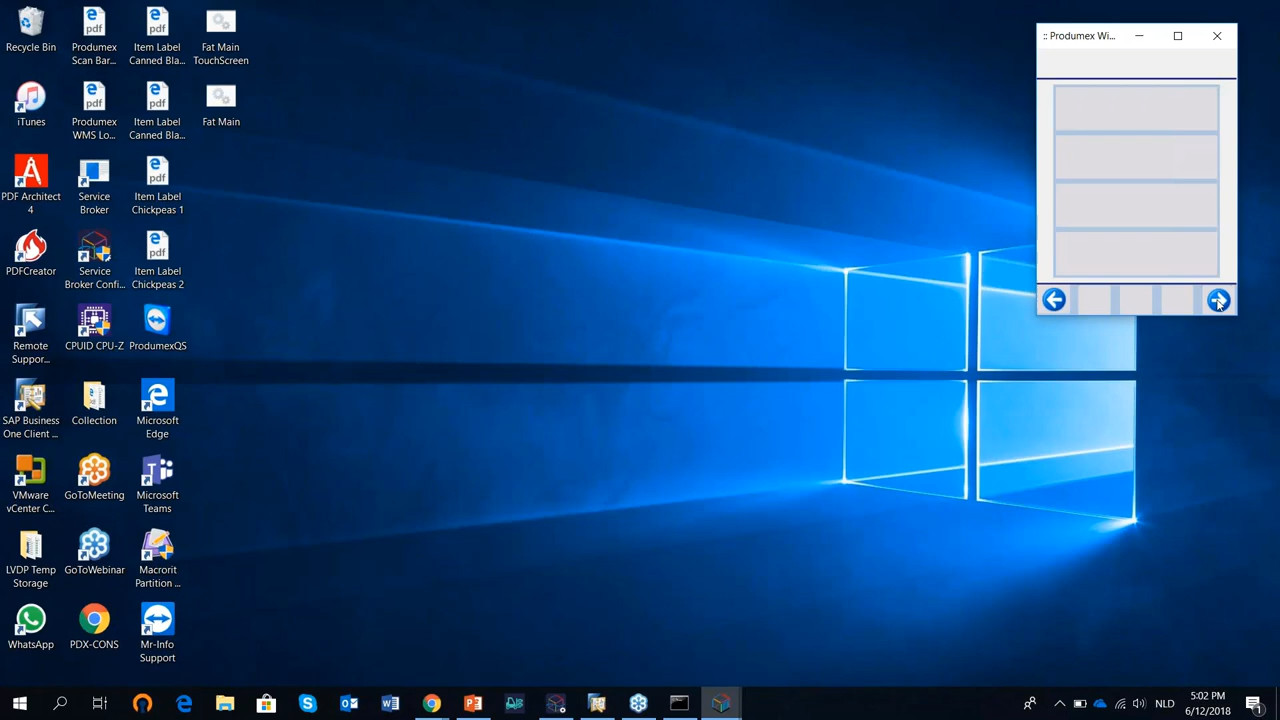 Recycle Bin
Produmex
Scan Bar...
Item Label
Canned Bla...
Fat Main
TouchScreen
iTunes
Produmex
WMS Lo...
Item Label
Canned Bla...
Fat Main
PDF Architect
4
Service
Broker
Item Label
Chickpeas 1
PDFCreator
Service
Broker Confi...
Item Label
Chickpeas 2
Remote
Suppor...
CPUID CPU-Z
ProdumexQS
SAP Business
One Client ...
Collection
Microsoft
Edge
VMware
vCenter C...
GoToMeeting
Microsoft
Teams
LVDP Temp
Storage
GoToWebinar
Macrorit
Partition ...
WhatsApp
PDX-CONS
Mr-Info
Support
:: Produmex Wi...
NLD
5:02 PM
6/12/2018
1